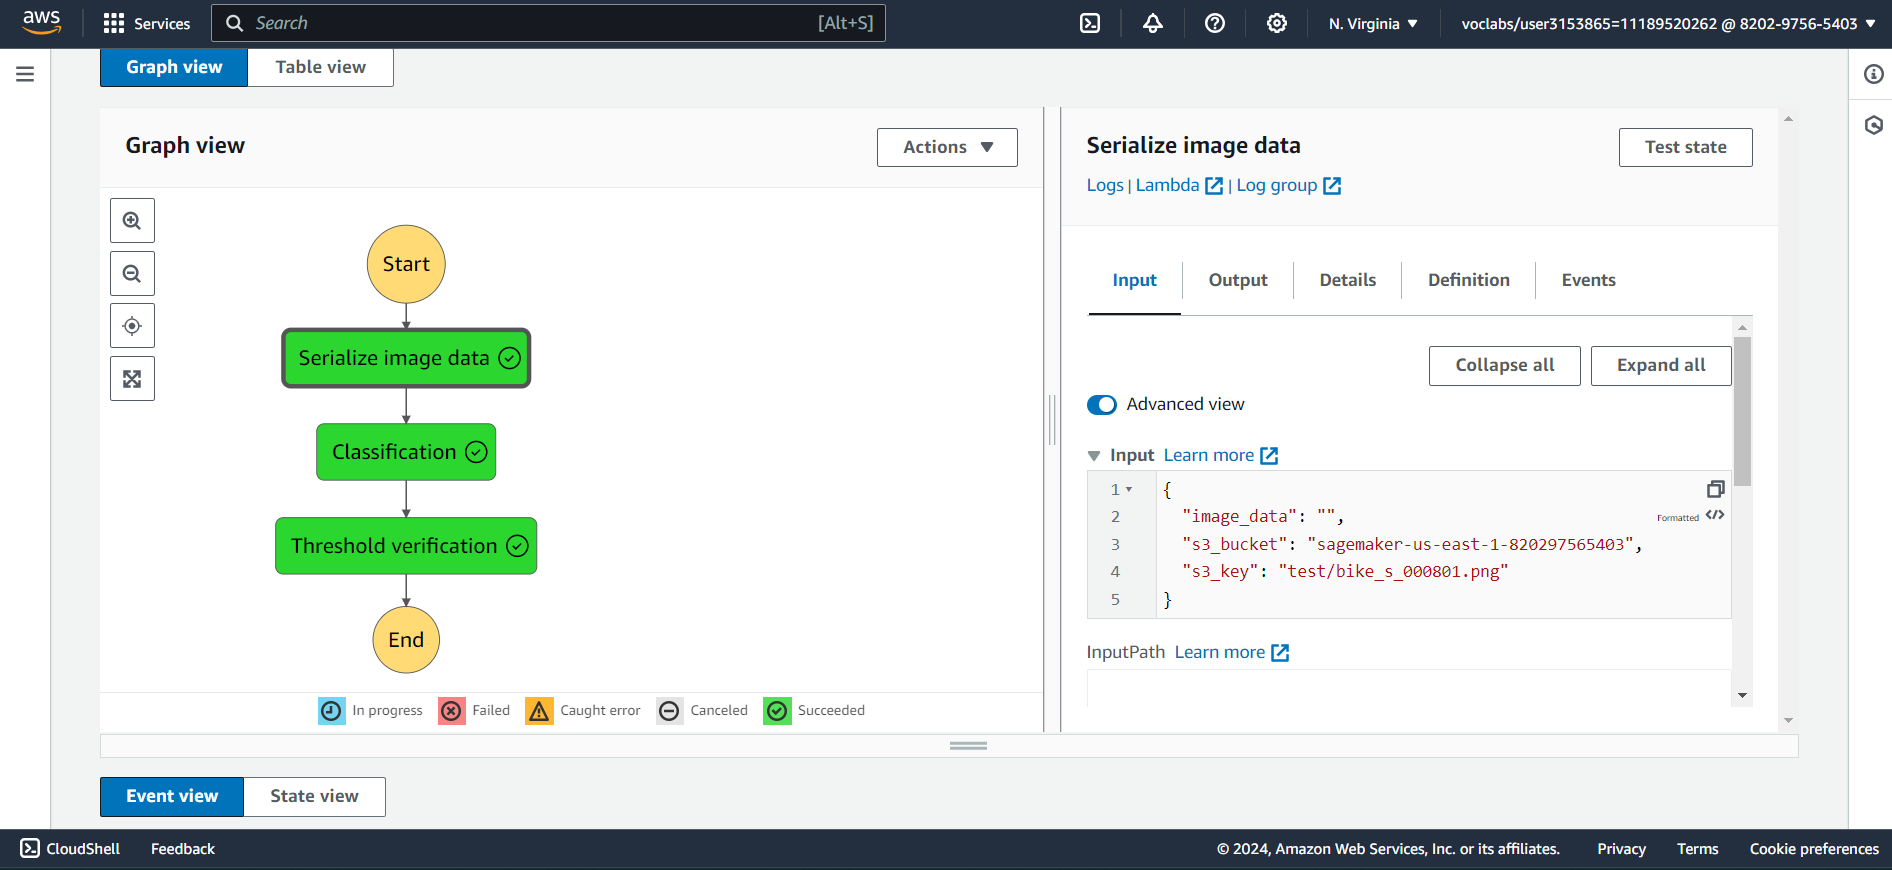 aws
Services
Search
[Alt+S]
N. Virginia
voclabs/user3153865=11189520262 @ 8202-9756-5403
Graph view
Table view
Graph view
Actions
Start
Serialize image data
Classification
Threshold verification
End
In progress
Failed
Caught error
Canceled
Succeeded
Serialize image data
Test state
Logs | Lambda | Log group
Input
Output
Details
Definition
Events
Collapse all
Expand all
Advanced view
Input Learn more
1 {
2 "image_data": "",
3 "s3_bucket": "sagemaker-us-east-1-820297565403",
4 "s3_key": "test/bike_s_000801.png"
5 }
Formatted
InputPath Learn more
Event view
State view
CloudShell
Feedback
© 2024, Amazon Web Services, Inc. or its affiliates.
Privacy
Terms
Cookie preferences